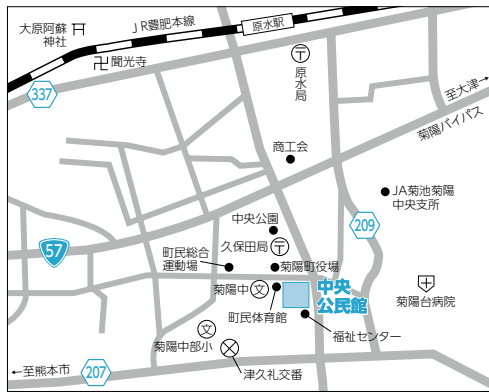 大原阿蘇
神社
JR豊肥本線
原水駅
聞光寺
337
原水局
至大津→
菊陽バイパス
商工会
JA菊池菊陽
中央支所
209
中央公園
久保田局
57
町民総合
運動場
菊陽町役場
菊陽中
文
中央
公民館
町民体育館
菊陽台病院
福祉センター
文
菊陽中部小
←至熊本市
207
津久礼交番